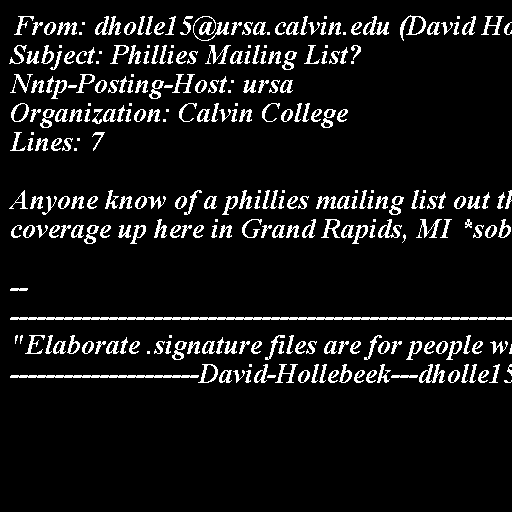 From: dholle15@ursa.calvin.edu (David Ho
Subject: Phillies Mailing List?
Nntp-Posting-Host: ursa
Organization: Calvin College
Lines: 7

Anyone know of a phillies mailing list out th
coverage up here in Grand Rapids, MI *sob

--
---------------------------------------------------------------
"Elaborate .signature files are for people wh
----------------------David-Hollebeek---dholle15